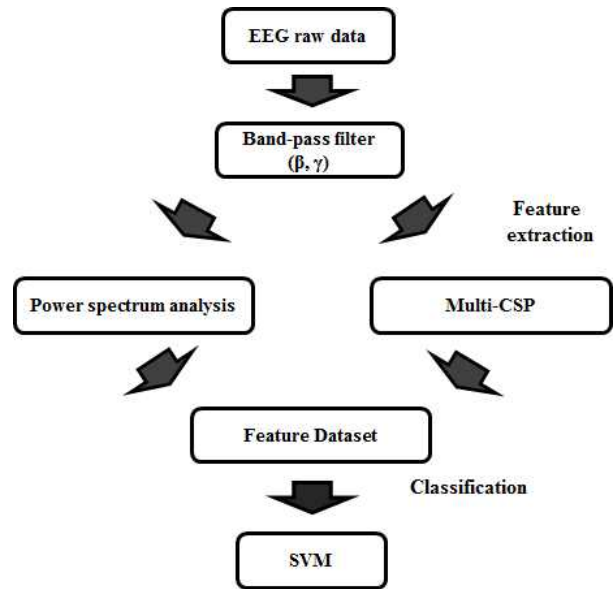 EEG raw data
Band-pass filter
(β, γ)
Feature
extraction
Power spectrum analysis
Multi-CSP
Feature Dataset
Classification
SVM